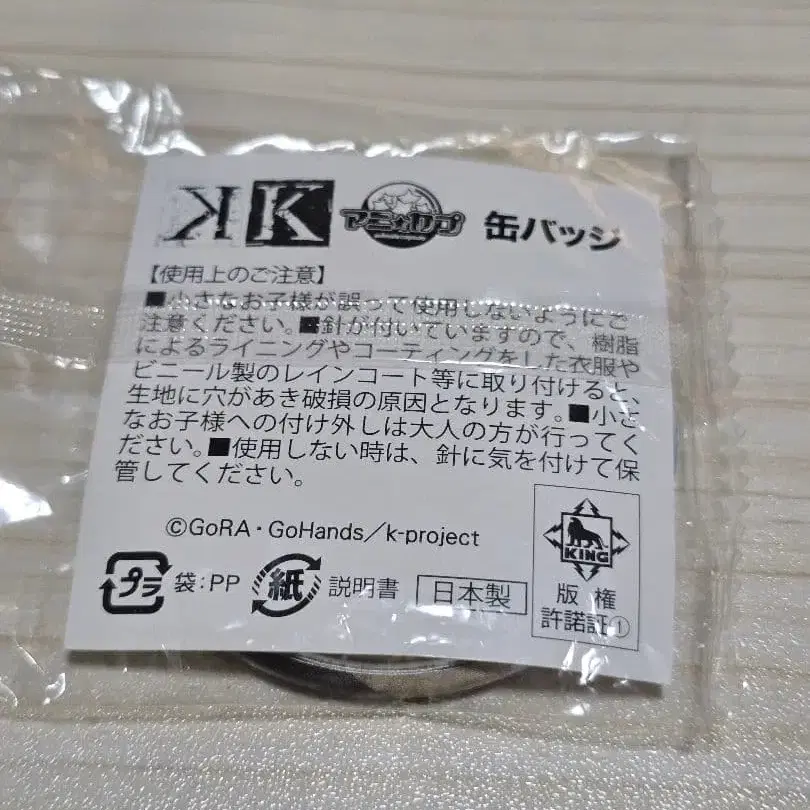 K K アミュカプ 缶バッジ
【使用上のご注意】
■小さなお子様が誤って使用しないようにご
注意ください。■針が付いていますので、樹脂
によるライニングやコーティングをした衣服や
ビニール製のレインコート等に取り付けると、
生地に穴があき破損の原因となります。■小さ
なお子様への付け外しは大人の方が行ってく
ださい。■使用しない時は、針に気を付けて保
管してください。
©GoRA・GoHands/k-project
プラ 袋:PP 紙 説明書 日本製
KING
版権
許諾証①